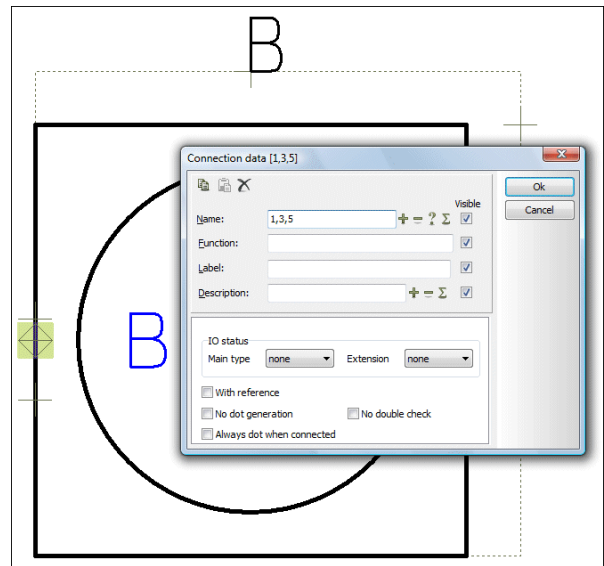 B
B
Connection data [1,3,5]
Ok
Cancel
Visible
Name: 1,3,5
Function:
Label:
Description:
IO status
Main type none Extension none
With reference
No dot generation No double check
Always dot when connected